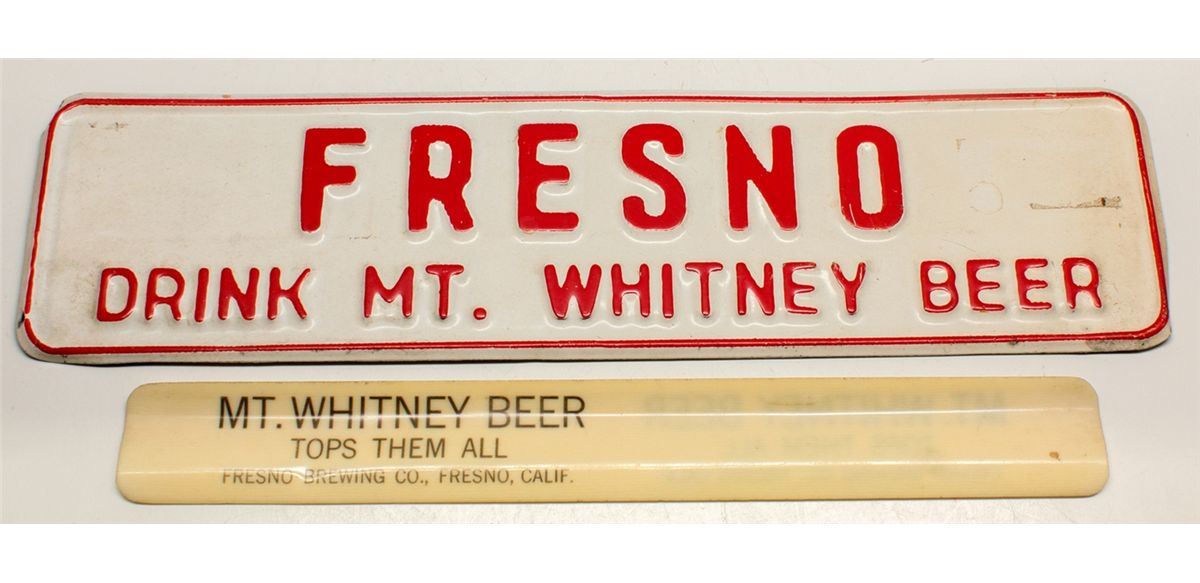 FRESNO
DRINK MT. WHITNEY BEER
MT. WHITNEY BEER
TOPS THEM ALL
FRESNO BREWING CO., FRESNO, CALIF.